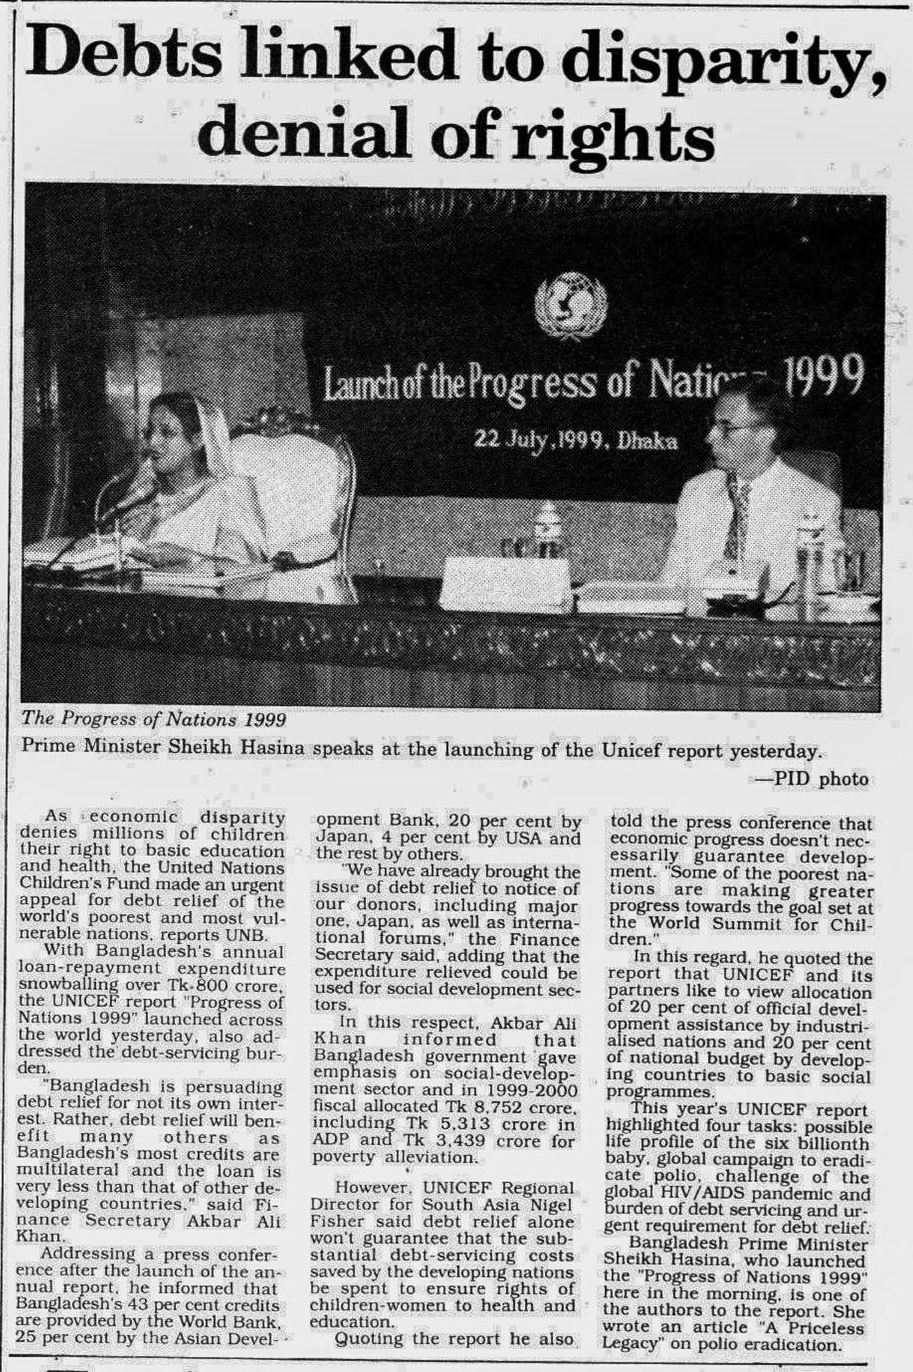 Debts linked to disparity,
denial of rights
Launch of the Progress of Nations 1999
22 July, 1999, Dhaka
The Progress of Nations 1999
Prime Minister Sheikh Hasina speaks at the launching of the Unicef report yesterday.
—PID photo
As economic disparity
denies millions of children
their right to basic education
and health, the United Nations
Children's Fund made an urgent
appeal for debt relief of the
world's poorest and most vul-
nerable nations, reports UNB.
With Bangladesh's annual
loan-repayment expenditure
snowballing over Tk 800 crore,
the UNICEF report "Progress of
Nations 1999" launched across
the world yesterday, also ad-
dressed the debt-servicing bur-
den.
"Bangladesh is persuading
debt relief for not its own inter-
est. Rather, debt relief will ben-
efit many others as
Bangladesh's most credits are
multilateral and the loan is
very less than that of other de-
veloping countries," said Fi-
nance Secretary Akbar Ali
Khan.
Addressing a press confer-
ence after the launch of the an-
nual report, he informed that
Bangladesh's 43 per cent credits
are provided by the World Bank,
25 per cent by the Asian Devel-
opment Bank, 20 per cent by
Japan, 4 per cent by USA and
the rest by others.
"We have already brought the
issue of debt relief to notice of
our donors, including major
one, Japan, as well as interna-
tional forums," the Finance
Secretary said, adding that the
expenditure relieved could be
used for social development sec-
tors.
In this respect, Akbar Ali
Khan informed that
Bangladesh government gave
emphasis on social-develop-
ment sector and in 1999-2000
fiscal allocated Tk 8,752 crore,
including Tk 5,313 crore in
ADP and Tk 3,439 crore for
poverty alleviation.
However, UNICEF Regional
Director for South Asia Nigel
Fisher said debt relief alone
won't guarantee that the sub-
stantial debt-servicing costs
saved by the developing nations
be spent to ensure rights of
children-women to health and
education.
Quoting the report he also
told the press conference that
economic progress doesn't nec-
essarily guarantee develop-
ment. "Some of the poorest na-
tions are making greater
progress towards the goal set at
the World Summit for Chil-
dren."
In this regard, he quoted the
report that UNICEF and its
partners like to view allocation
of 20 per cent of official devel-
opment assistance by industri-
alised nations and 20 per cent
of national budget by develop-
ing countries to basic social
programmes.
This year's UNICEF report
highlighted four tasks: possible
life profile of the six billionth
baby, global campaign to eradi-
cate polio, challenge of the
global HIV/AIDS pandemic and
burden of debt servicing and ur-
gent requirement for debt relief.
Bangladesh Prime Minister
Sheikh Hasina, who launched
the "Progress of Nations 1999"
here in the morning, is one of
the authors to the report. She
wrote an article "A Priceless
Legacy" on polio eradication.